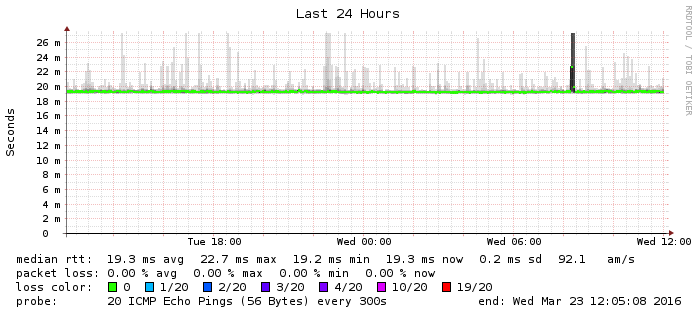 Last 24 Hours
RRDTOOL / TOBI OETIKER
Seconds
26 m
24 m
22 m
20 m
18 m
16 m
14 m
12 m
10 m
8 m
6 m
4 m
2 m
0
Tue 18:00 Wed 00:00 Wed 06:00 Wed 12:00
median rtt: 19.3 ms avg 22.7 ms max 19.2 ms min 19.3 ms now 0.2 ms sd 92.1 am/s
packet loss: 0.00 % avg 0.00 % max 0.00 % min 0.00 % now
loss color: 0 1/20 2/20 3/20 4/20 10/20 19/20
probe: 20 ICMP Echo Pings (56 Bytes) every 300s end: Wed Mar 23 12:05:08 2016